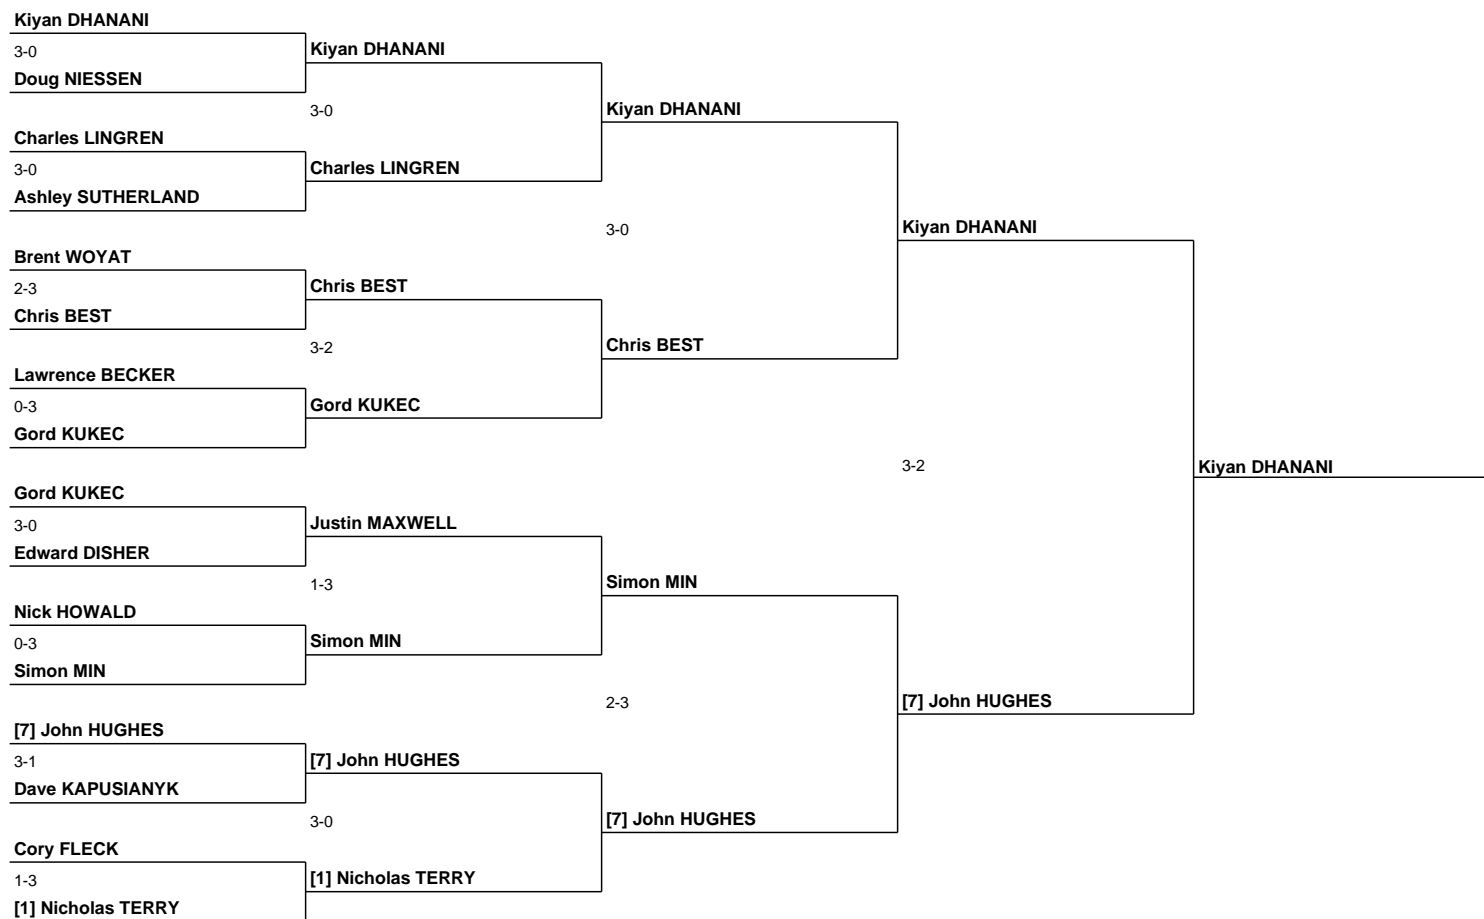 Kiyan DHANANI
3-0
Doug NIESSEN
Charles LINGREN
3-0
Ashley SUTHERLAND
Brent WOYAT
2-3
Chris BEST
Lawrence BECKER
0-3
Gord KUKEC
Gord KUKEC
3-0
Edward DISHER
Nick HOWALD
0-3
Simon MIN
[7] John HUGHES
3-1
Dave KAPUSIANYK
Cory FLECK
1-3
[1] Nicholas TERRY
Kiyan DHANANI
3-0
Charles LINGREN
Chris BEST
3-2
Gord KUKEC
Justin MAXWELL
1-3
Simon MIN
[7] John HUGHES
3-0
[1] Nicholas TERRY
Kiyan DHANANI
3-0
Chris BEST
Simon MIN
2-3
[7] John HUGHES
Kiyan DHANANI
3-2
[7] John HUGHES
Kiyan DHANANI